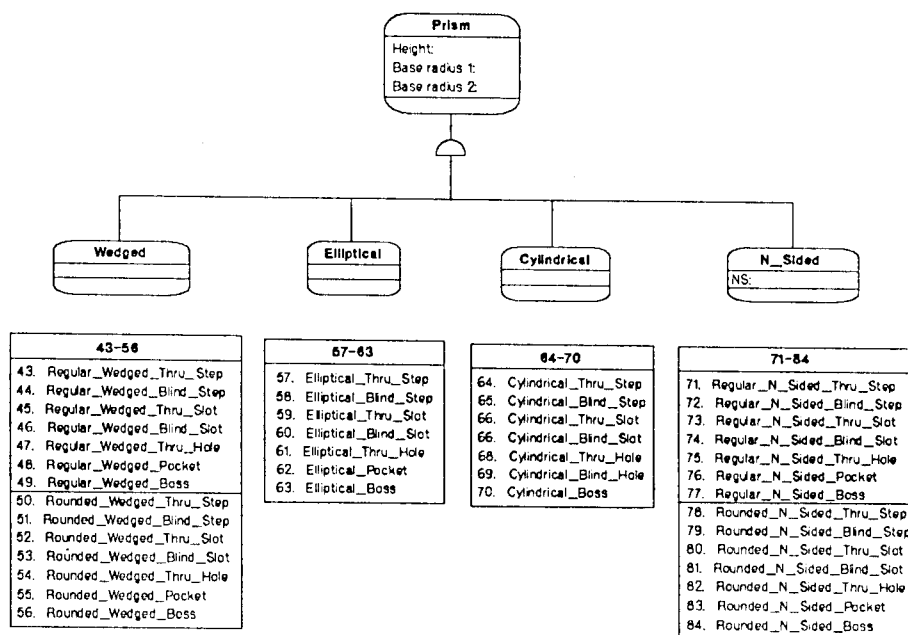 Prism
Height:
Base radius 1:
Base radius 2:
Wedged
Elliptical
Cylindrical
N_Sided
NS:
43-56
43. Regular_Wedged_Thru_Step
44. Regular_Wedged_Blind_Step
45. Regular_Wedged_Thru_Slot
46. Regular_Wedged_Blind_Slot
47. Regular_Wedged_Thru_Hole
48. Regular_Wedged_Pocket
49. Regular_Wedged_Boss
50. Rounded_Wedged_Thru_Step
51. Rounded_Wedged_Blind_Step
52. Rounded_Wedged_Thru_Slot
53. Rounded_Wedged_Blind_Slot
54. Rounded_Wedged_Thru_Hole
55. Rounded_Wedged_Pocket
56. Rounded_Wedged_Boss
57-63
57. Elliptical_Thru_Step
58. Elliptical_Blind_Step
59. Elliptical_Thru_Slot
60. Elliptical_Blind_Slot
61. Elliptical_Thru_Hole
62. Elliptical_Pocket
63. Elliptical_Boss
64-70
64. Cylindrical_Thru_Step
65. Cylindrical_Blind_Step
66. Cylindrical_Thru_Slot
66. Cylindrical_Blind_Slot
68. Cylindrical_Thru_Hole
69. Cylindrical_Blind_Hole
70. Cylindrical_Boss
71-84
71. Regular_N_Sided_Thru_Step
72. Regular_N_Sided_Blind_Step
73. Regular_N_Sided_Thru_Slot
74. Regular_N_Sided_Blind_Slot
75. Regular_N_Sided_Thru_Hole
76. Regular_N_Sided_Pocket
77. Regular_N_Sided_Boss
78. Rounded_N_Sided_Thru_Step
79. Rounded_N_Sided_Blind_Step
80. Rounded_N_Sided_Thru_Slot
81. Rounded_N_Sided_Blind_Slot
82. Rounded_N_Sided_Thru_Hole
83. Rounded_N_Sided_Pocket
84. Rounded_N_Sided_Boss